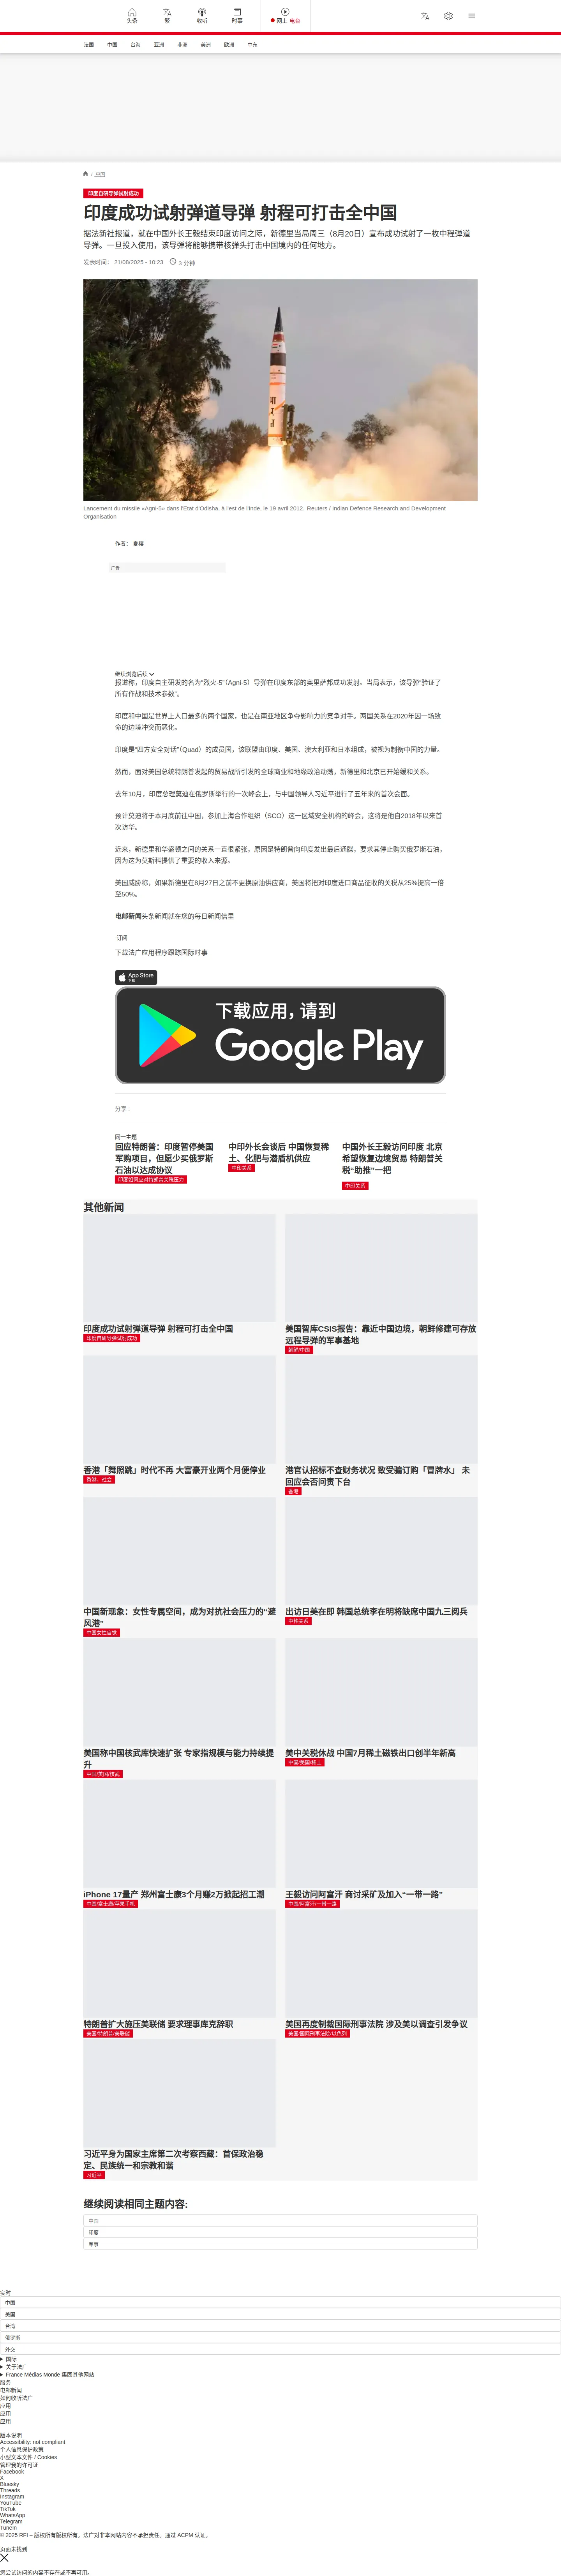 头条
繁
收听
时事
网上 电台
法国 中国 台海 亚洲 非洲 美洲 欧洲 中东
/ 中国
印度自研导弹试射成功
印度成功试射弹道导弹 射程可打击全中国
据法新社报道，就在中国外长王毅结束印度访问之际，新德里当局周三（8月20日）宣布成功试射了一枚中程弹道
导弹。一旦投入使用，该导弹将能够携带核弹头打击中国境内的任何地方。
发表时间： 21/08/2025 - 10:23 3 分钟
Lancement du missile «Agni-5» dans l'Etat d'Odisha, à l'est de l'Inde, le 19 avril 2012. Reuters / Indian Defence Research and Development
Organisation
作者： 夏榕
广告
继续浏览后续
报道称，印度自主研发的名为“烈火-5”（Agni-5）导弹在印度东部的奥里萨邦成功发射。当局表示，该导弹“验证了
所有作战和技术参数”。
印度和中国是世界上人口最多的两个国家，也是在南亚地区争夺影响力的竞争对手。两国关系在2020年因一场致
命的边境冲突而恶化。
印度是“四方安全对话”（Quad）的成员国，该联盟由印度、美国、澳大利亚和日本组成，被视为制衡中国的力量。
然而，面对美国总统特朗普发起的贸易战所引发的全球商业和地缘政治动荡，新德里和北京已开始缓和关系。
去年10月，印度总理莫迪在俄罗斯举行的一次峰会上，与中国领导人习近平进行了五年来的首次会面。
预计莫迪将于本月底前往中国，参加上海合作组织（SCO）这一区域安全机构的峰会，这将是他自2018年以来首
次访华。
近来，新德里和华盛顿之间的关系一直很紧张，原因是特朗普向印度发出最后通牒，要求其停止购买俄罗斯石油，
因为这为莫斯科提供了重要的收入来源。
美国威胁称，如果新德里在8月27日之前不更换原油供应商，美国将把对印度进口商品征收的关税从25%提高一倍
至50%。
电邮新闻头条新闻就在您的每日新闻信里
订阅
下载法广应用程序跟踪国际时事
App Store
下载
下载应用，请到
Google Play
分享 :
同一主题
回应特朗普：印度暂停美国
军购项目，但愿少买俄罗斯
石油以达成协议
印度如何应对特朗普关税压力
中印外长会谈后 中国恢复稀
土、化肥与潜盾机供应
中印关系
中国外长王毅访问印度 北京
希望恢复边境贸易 特朗普关
税“助推”一把
中印关系
其他新闻
印度成功试射弹道导弹 射程可打击全中国
印度自研导弹试射成功
美国智库CSIS报告：靠近中国边境，朝鲜修建可存放
远程导弹的军事基地
朝鲜/中国
香港「舞照跳」时代不再 大富豪开业两个月便停业
香港，社会
港官认招标不查财务状况 致受骗订购「冒牌水」 未
回应会否问责下台
香港
中国新现象：女性专属空间，成为对抗社会压力的“避
风港”
中国女性自觉
出访日美在即 韩国总统李在明将缺席中国九三阅兵
中韩关系
美国称中国核武库快速扩张 专家指规模与能力持续提
升
中国/美国/核武
美中关税休战 中国7月稀土磁铁出口创半年新高
中国/美国/稀土
iPhone 17量产 郑州富士康3个月赚2万掀起招工潮
中国/富士康/苹果手机
王毅访问阿富汗 商讨采矿及加入“一带一路”
中国/阿富汗/一带一路
特朗普扩大施压美联储 要求理事库克辞职
美国/特朗普/美联储
美国再度制裁国际刑事法院 涉及美以调查引发争议
美国/国际刑事法院/以色列
习近平身为国家主席第二次考察西藏：首保政治稳
定、民族统一和宗教和谐
习近平
继续阅读相同主题内容:
中国
印度
军事
实时
中国
美国
台湾
俄罗斯
外交
国际
关于法广
France Médias Monde 集团其他网站
服务
电邮新闻
如何收听法广
应用
应用
应用
版本说明
Accessibility: not compliant
个人信息保护政策
小型文本文件 / Cookies
管理我的许可证
Facebook
X
Bluesky
Threads
Instagram
YouTube
TikTok
WhatsApp
Telegram
TuneIn
© 2025 RFI – 版权所有版权所有。法广对非本网站内容不承担责任。通过 ACPM 认证。
页面未找到
您尝试访问的内容不存在或不再可用。